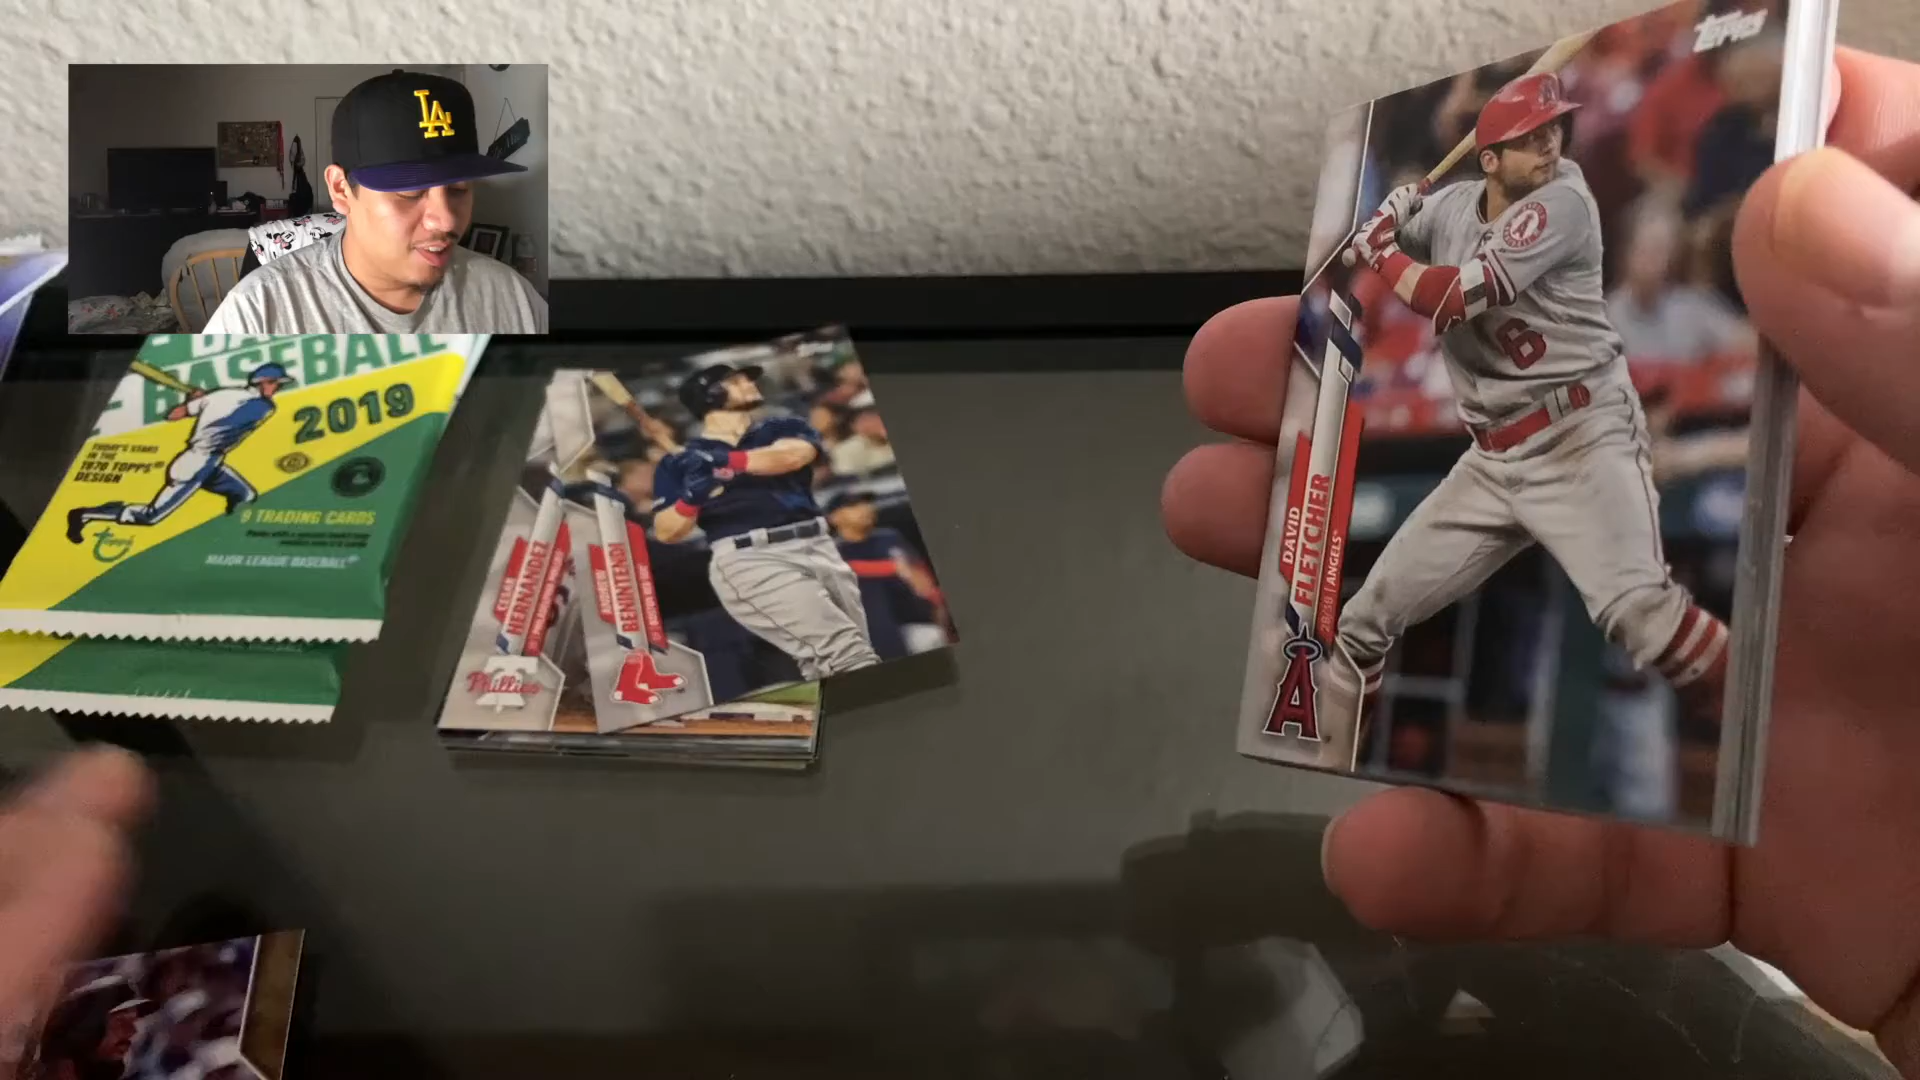 LA
BASEBALL
2019
TODAY'S STARS
IN THE
1970 TOPPS®
DESIGN
9 TRADING CARDS
MAJOR LEAGUE BASEBALL®
topps
CESAR
HERNANDEZ
Phillies
BENINTENDI
topps
A
6
DAVID
FLETCHER
2B/3B | ANGELS®
A